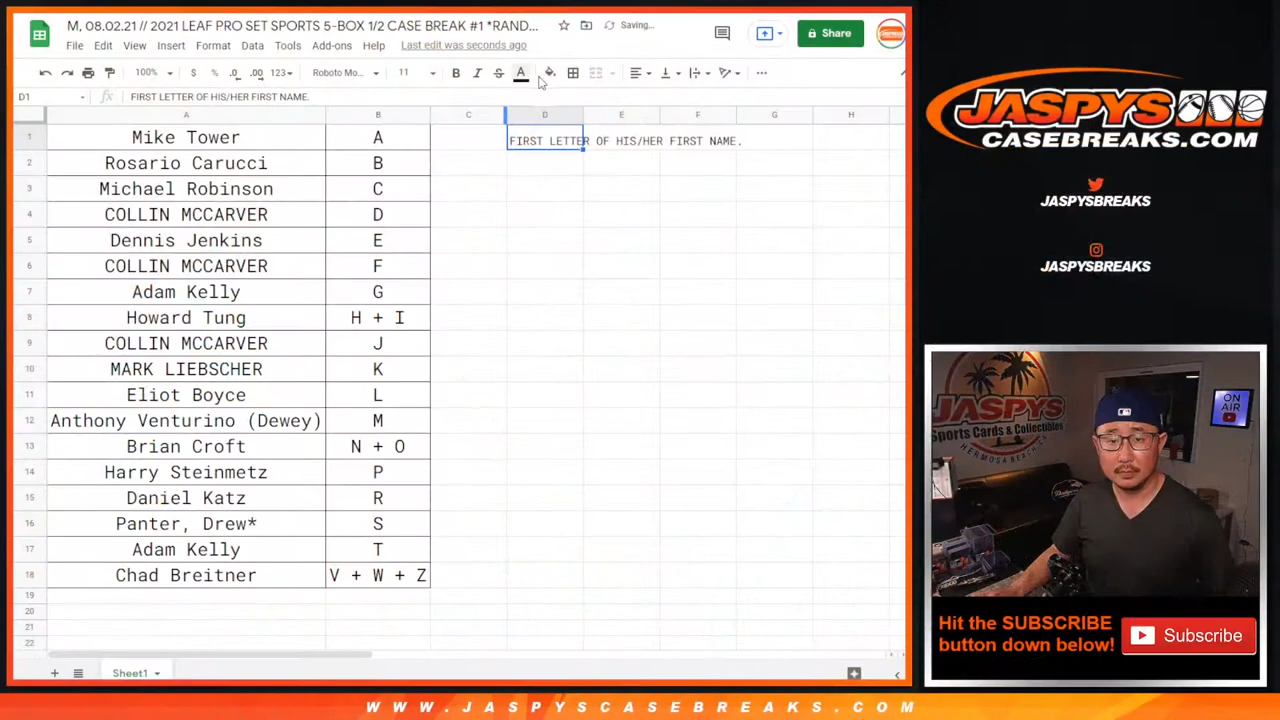 M, 08.02.21 // 2021 LEAF PRO SET SPORTS 5-BOX 1/2 CASE BREAK #1 *RAND...
Saving...
Share
File Edit View Insert Format Data Tools Add-ons Help Last edit was seconds ago
100% $ % .0 .00 123 Roboto Mo... 11 B I S A
D1 fx FIRST LETTER OF HIS/HER FIRST NAME.
A B C D E F G H
1 Mike Tower A FIRST LETTER OF HIS/HER FIRST NAME.
2 Rosario Carucci B
3 Michael Robinson C
4 COLLIN MCCARVER D
5 Dennis Jenkins E
6 COLLIN MCCARVER F
7 Adam Kelly G
8 Howard Tung H + I
9 COLLIN MCCARVER J
10 MARK LIEBSCHER K
11 Eliot Boyce L
12 Anthony Venturino (Dewey) M
13 Brian Croft N + O
14 Harry Steinmetz P
15 Daniel Katz R
16 Panter, Drew* S
17 Adam Kelly T
18 Chad Breitner V + W + Z
19
20
21
22
Sheet1
JASPYS
CASEBREAKS.COM
JASPYSBREAKS
JASPYSBREAKS
JASPYS
Sports Cards & Collectibles
HERMOSA BEACH
ON
AIR
Hit the SUBSCRIBE
button down below!
Subscribe
WWW.JASPYSCASEBREAKS.COM